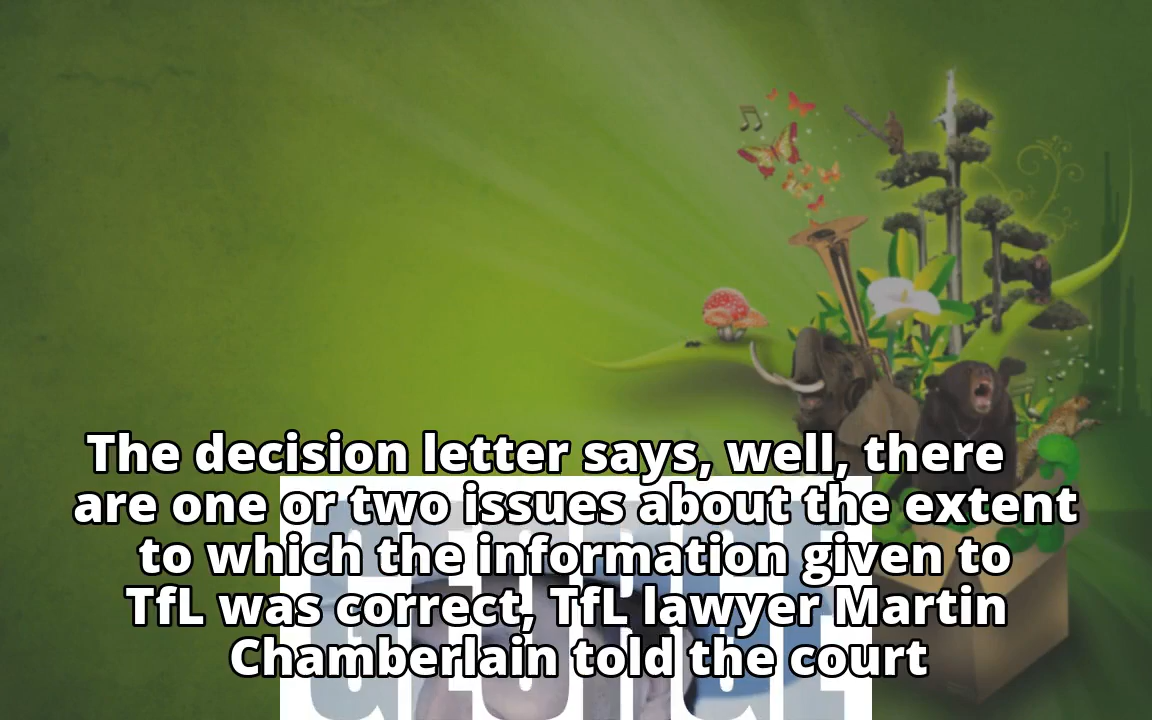 The decision letter says, well, there
are one or two issues about the extent
to which the information given to
TfL was correct, TfL lawyer Martin
Chamberlain told the court
GEORGE